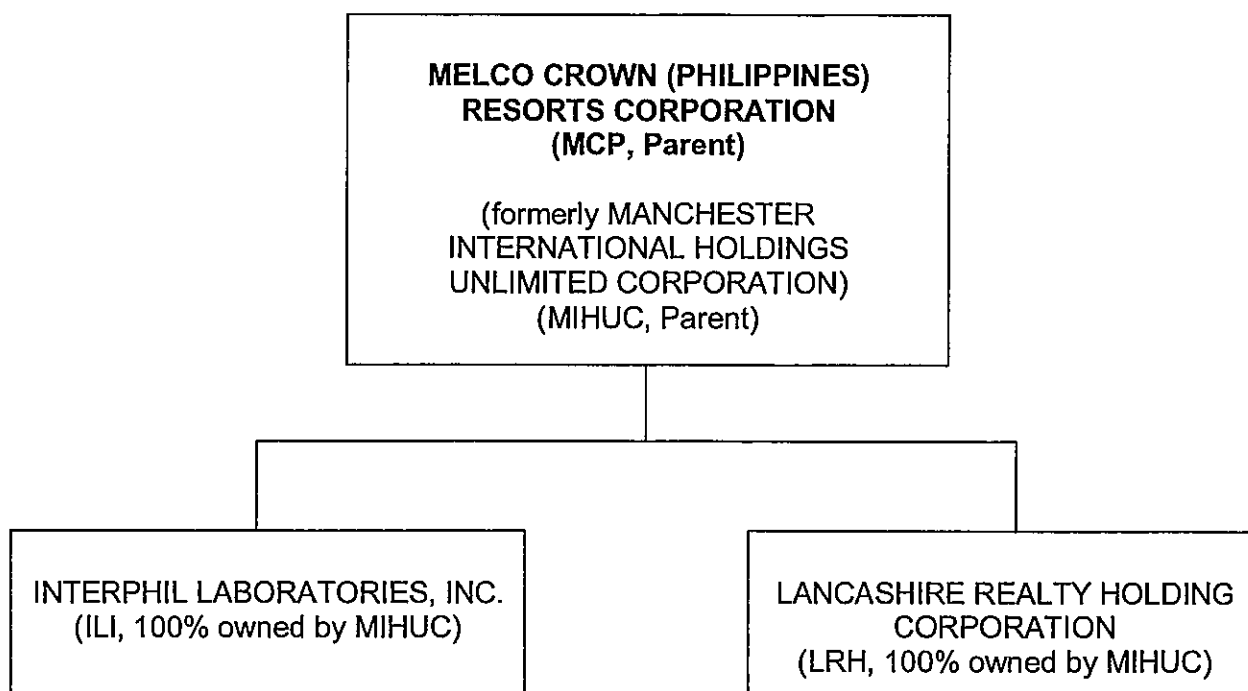 MELCO CROWN (PHILIPPINES)
RESORTS CORPORATION
(MCP, Parent)
(formerly MANCHESTER
INTERNATIONAL HOLDINGS
UNLIMITED CORPORATION)
(MIHUC, Parent)
INTERPHIL LABORATORIES, INC.
(ILI, 100% owned by MIHUC)
LANCASHIRE REALTY HOLDING
CORPORATION
(LRH, 100% owned by MIHUC)